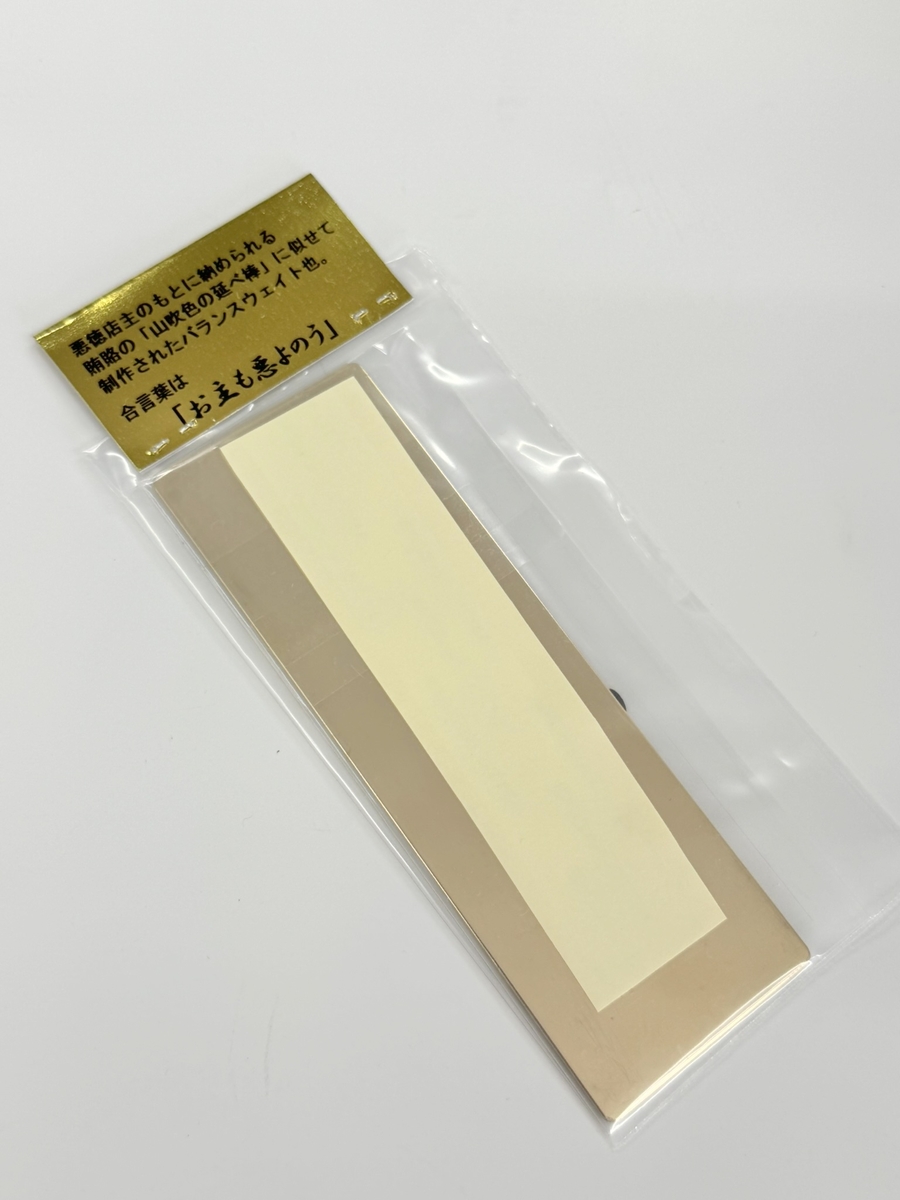 悪徳店主のもとに納められる
賄賂の「山吹色の延べ棒」に似せて
制作されたバランスウェイト也。
合言葉は
「お主も悪よのう」